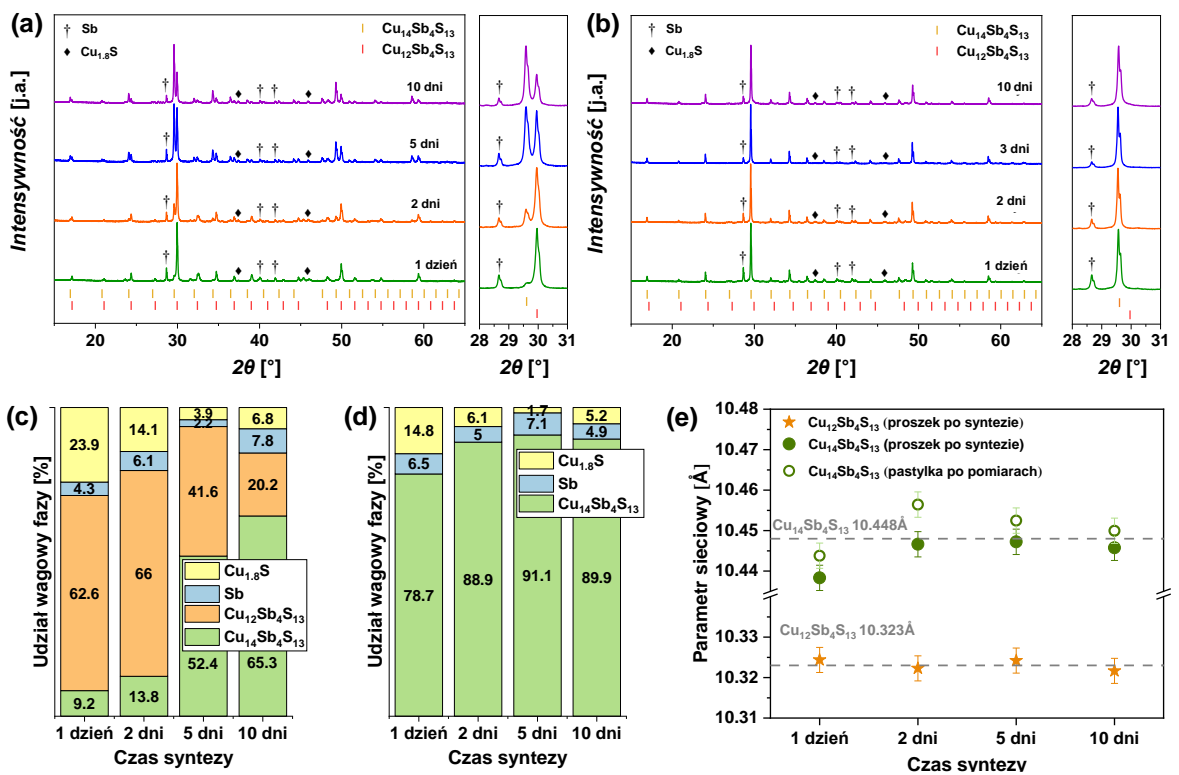 (a)
† Sb
♦ Cu₁.₈S
| Cu₁₄Sb₄S₁₃
| Cu₁₂Sb₄S₁₃
10 dni
5 dni
2 dni
1 dzień
† † † ♦ ♦
† † † ♦ ♦
† † † ♦ ♦
† † † ♦ ♦
Intensywność [j.a.]
20 30 40 50 60
2θ [°]
†
†
†
†
28 29 30 31
2θ [°]
(b)
† Sb
♦ Cu₁.₈S
| Cu₁₄Sb₄S₁₃
| Cu₁₂Sb₄S₁₃
10 dni
3 dni
2 dni
1 dzień
† ♦ † † ♦
† ♦ † † ♦
† ♦ † † ♦
† ♦ † † ♦
Intensywność [j.a.]
20 30 40 50 60
2θ [°]
†
†
†
†
28 29 30 31
2θ [°]
(c)
Udział wagowy fazy [%]
23.9
4.3
62.6
9.2
14.1
6.1
66
13.8
3.9
2.2
41.6
52.4
6.8
7.8
20.2
65.3
Cu₁.₈S
Sb
Cu₁₂Sb₄S₁₃
Cu₁₄Sb₄S₁₃
1 dzień 2 dni 5 dni 10 dni
Czas syntezy
(d)
Udział wagowy fazy [%]
14.8
6.5
78.7
6.1
5
88.9
1.7
7.1
91.1
5.2
4.9
89.9
Cu₁.₈S
Sb
Cu₁₄Sb₄S₁₃
1 dzień 2 dni 5 dni 10 dni
Czas syntezy
(e)
Parametr sieciowy [Å]
10.48
10.47
10.46
10.45
10.44
10.33
10.32
10.31
Cu₁₂Sb₄S₁₃ (proszek po syntezie)
Cu₁₄Sb₄S₁₃ (proszek po syntezie)
Cu₁₄Sb₄S₁₃ (pastylka po pomiarach)
Cu₁₄Sb₄S₁₃ 10.448Å
Cu₁₂Sb₄S₁₃ 10.323Å
1 dzień 2 dni 5 dni 10 dni
Czas syntezy